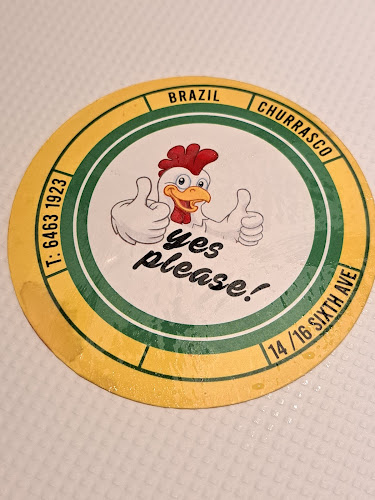 BRAZIL
CHURRASCO
T: 6463 1923
yes
please!
14 /16 SIXTH AVE